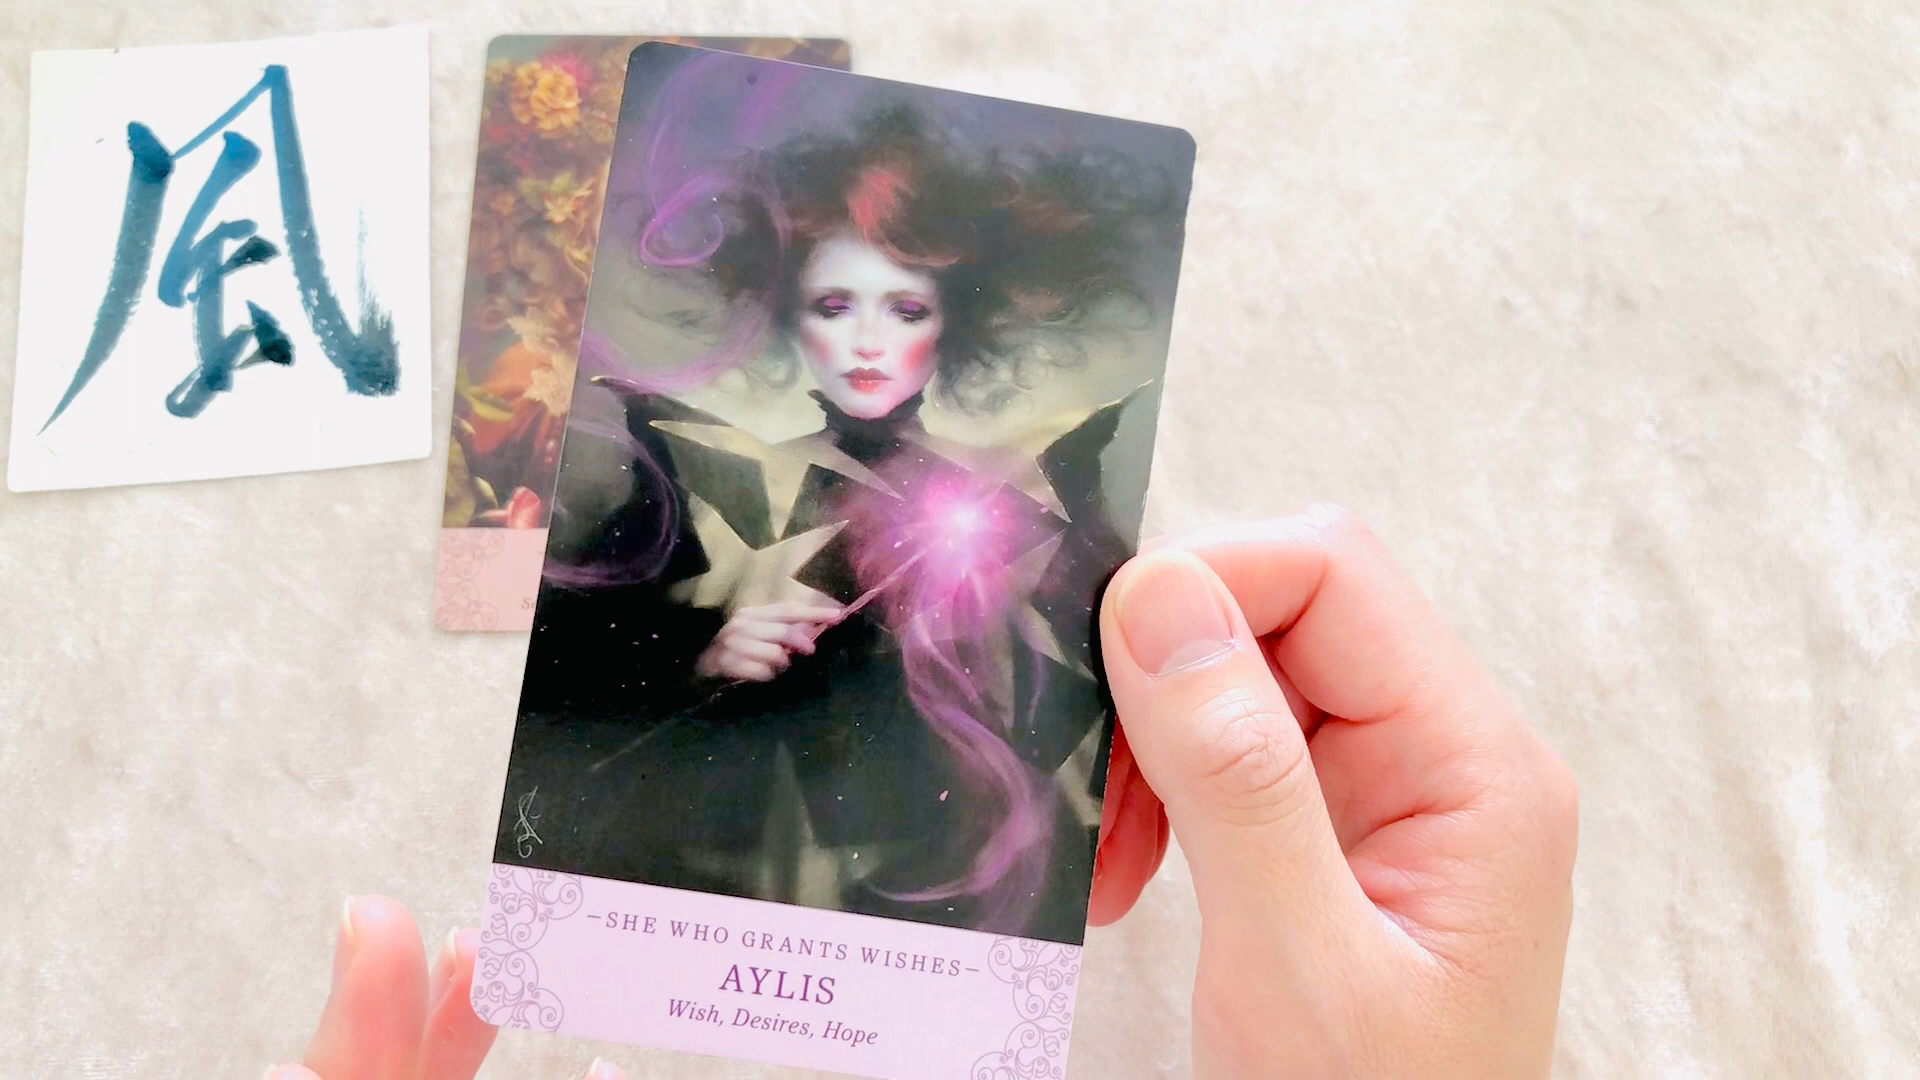 風
—SHE WHO GRANTS WISHES—
AYLIS
Wish, Desires, Hope